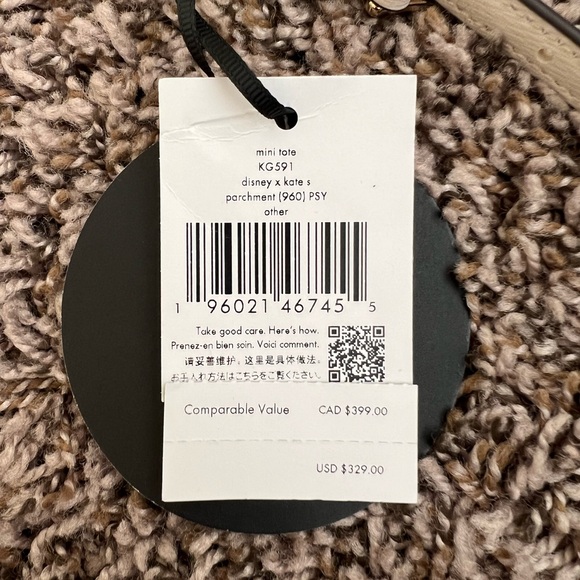 mini tote
KG591
disney x kate s
parchment (960) PSY
other
1 96021 46745 5
Take good care. Here's how.
Prenez-en bien soin. Voici comment.
请妥善维护。这里是具体做法。
お手入れ方法はこちらをご覧ください。
Comparable Value CAD $399.00
USD $329.00